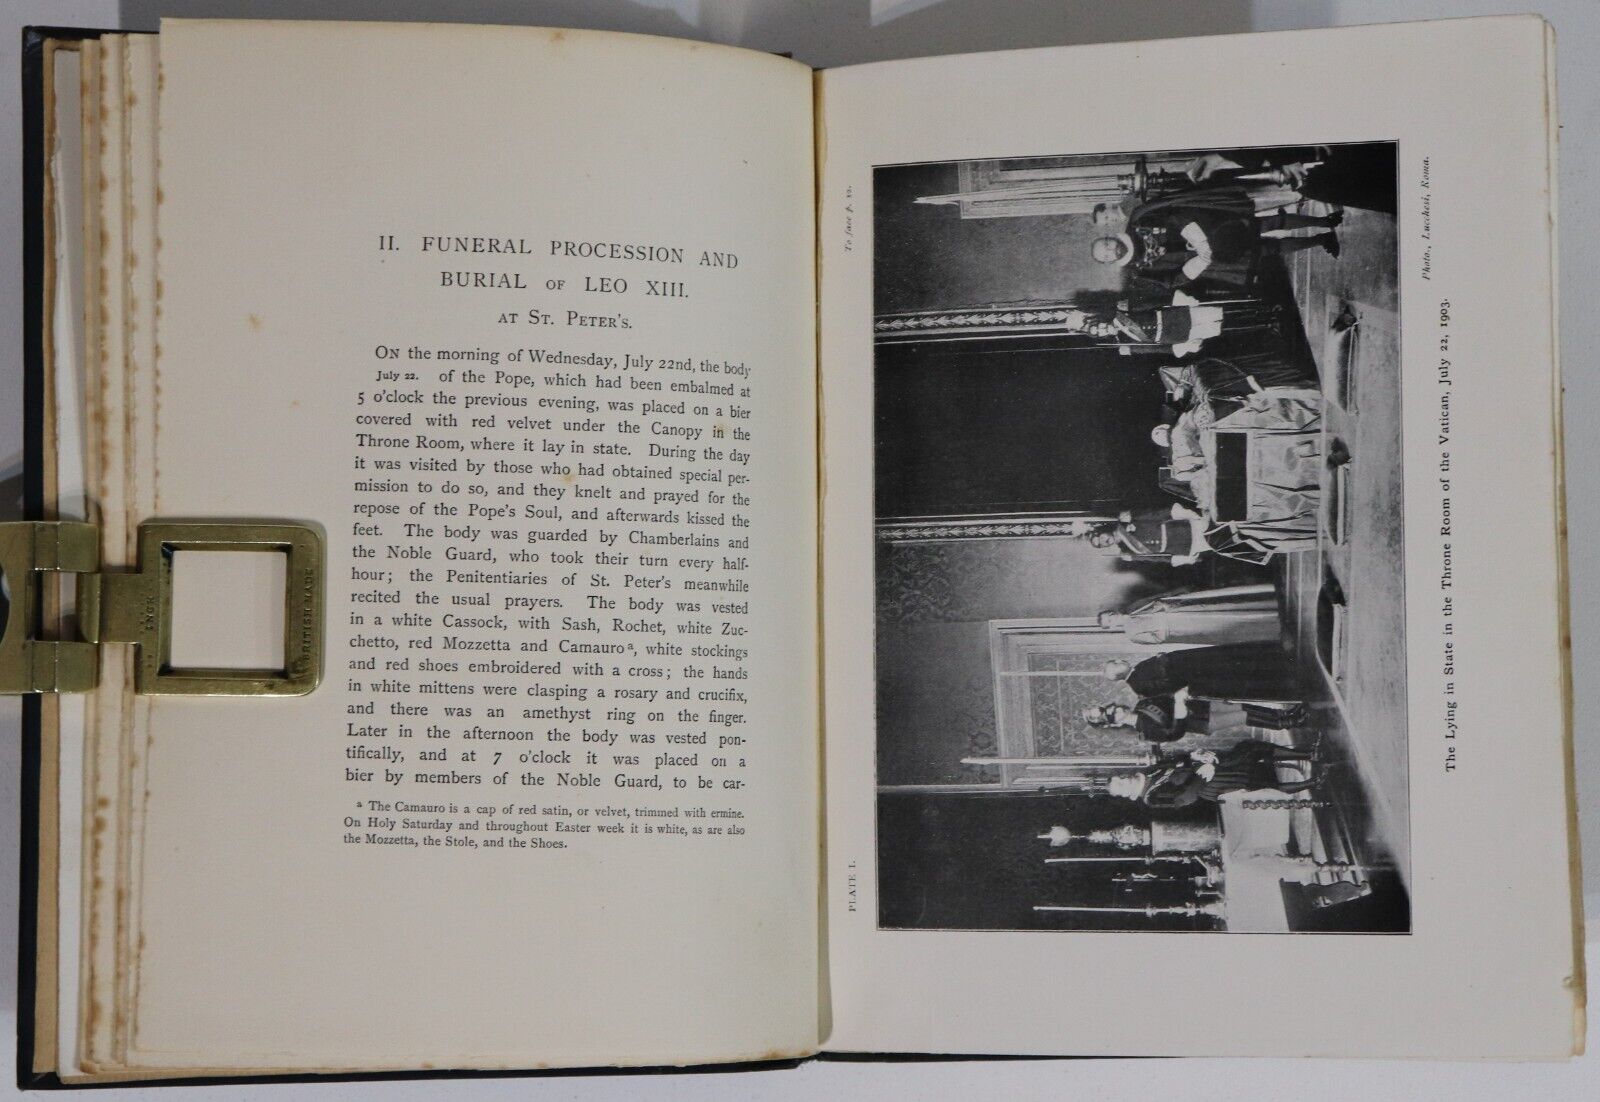 II. FUNERAL PROCESSION AND
BURIAL OF LEO XIII.
AT ST. PETER'S.
ON the morning of Wednesday, July 22nd, the body
July 22. of the Pope, which had been embalmed at
5 o'clock the previous evening, was placed on a bier
covered with red velvet under the Canopy in the
Throne Room, where it lay in state. During the day
it was visited by those who had obtained special per-
mission to do so, and they knelt and prayed for the
repose of the Pope's Soul, and afterwards kissed the
feet. The body was guarded by Chamberlains and
the Noble Guard, who took their turn every half-
hour; the Penitentiaries of St. Peter's meanwhile
recited the usual prayers. The body was vested
in a white Cassock, with Sash, Rochet, white Zuc-
chetto, red Mozzetta and Camauro a, white stockings
and red shoes embroidered with a cross; the hands
in white mittens were clasping a rosary and crucifix,
and there was an amethyst ring on the finger.
Later in the afternoon the body was vested pon-
tifically, and at 7 o'clock it was placed on a
bier by members of the Noble Guard, to be car-
a The Camauro is a cap of red satin, or velvet, trimmed with ermine.
On Holy Saturday and throughout Easter week it is white, as are also
the Mozzetta, the Stole, and the Shoes.
BRITISH MADE
PLATE I.
To face p. 12.
Photo., Lucchesi, Roma.
The Lying in State in the Throne Room of the Vatican, July 22, 1903.